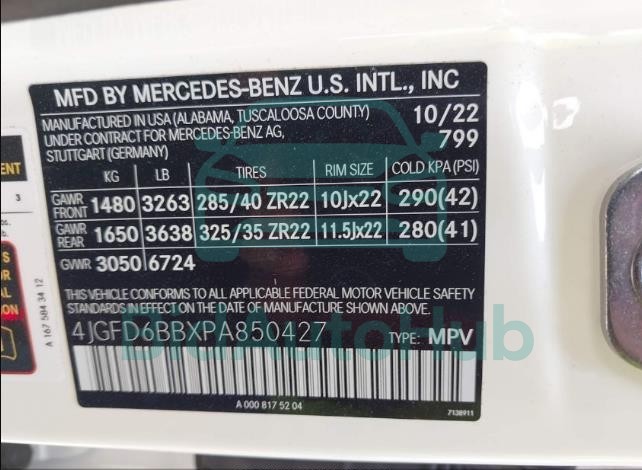 MFD BY MERCEDES-BENZ U.S. INTL., INC
MANUFACTURED IN USA (ALABAMA, TUSCALOOSA COUNTY) 10/22
UNDER CONTRACT FOR MERCEDES-BENZ AG, 799
STUTTGART (GERMANY)
KG LB TIRES RIM SIZE COLD KPA (PSI)
GAWR FRONT 1480 3263 285/40 ZR22 10Jx22 290(42)
GAWR REAR 1650 3638 325/35 ZR22 11.5Jx22 280(41)
GVWR 3050 6724
THIS VEHICLE CONFORMS TO ALL APPLICABLE FEDERAL MOTOR VEHICLE SAFETY
STANDARDS IN EFFECT ON THE DATE OF MANUFACTURE SHOWN ABOVE.
4JGFD6BBXPA850427 TYPE: MPV
A 000 817 52 04
7138911
A 167 584 34 12
3
BidAutoHub